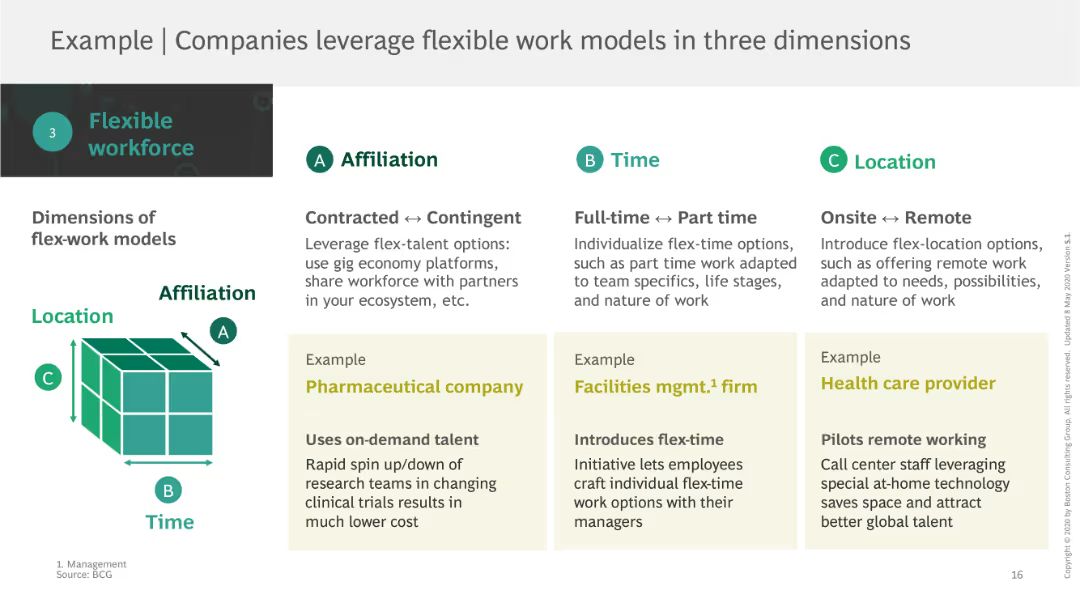 Example | Companies leverage flexible work models in three dimensions
3
Flexible
workforce
Dimensions of
flex-work models
Affiliation
Location
A
C
B
Time
A Affiliation
Contracted ↔ Contingent
Leverage flex-talent options:
use gig economy platforms,
share workforce with partners
in your ecosystem, etc.
Example
Pharmaceutical company
Uses on-demand talent
Rapid spin up/down of
research teams in changing
clinical trials results in
much lower cost
B Time
Full-time ↔ Part time
Individualize flex-time options,
such as part time work adapted
to team specifics, life stages,
and nature of work
Example
Facilities mgmt.¹ firm
Introduces flex-time
Initiative lets employees
craft individual flex-time
work options with their
managers
C Location
Onsite ↔ Remote
Introduce flex-location options,
such as offering remote work
adapted to needs, possibilities,
and nature of work
Example
Health care provider
Pilots remote working
Call center staff leveraging
special at-home technology
saves space and attract
better global talent
1. Management
Source: BCG
16
Copyright © 2020 by Boston Consulting Group. All rights reserved. Updated 8 May 2020 Version 5.1.